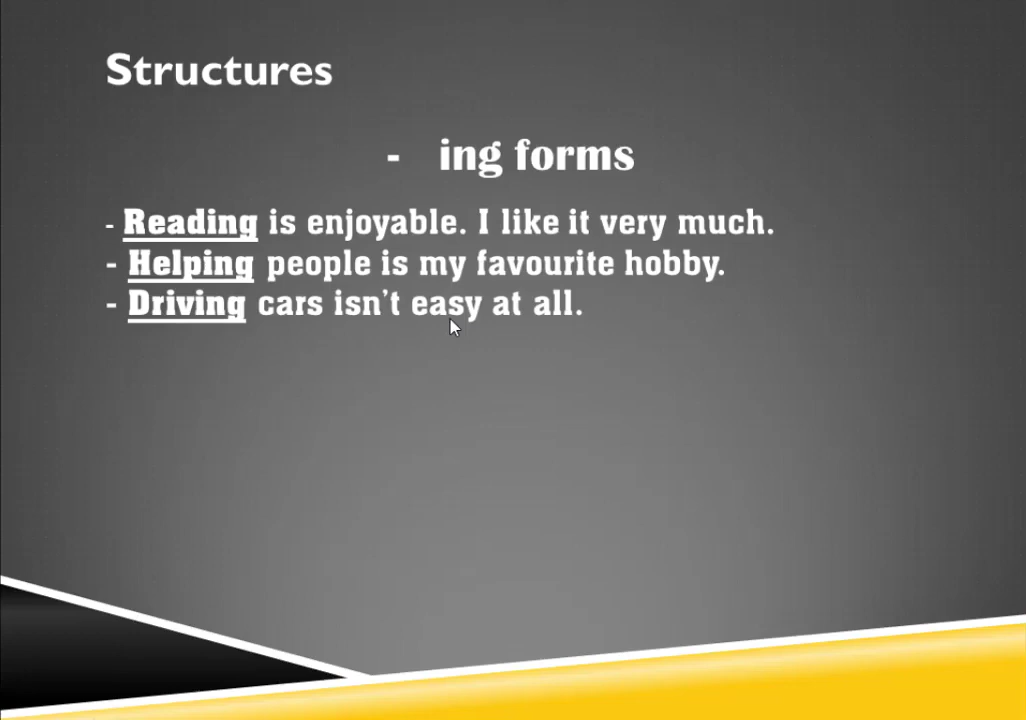 Structures
- ing forms
- Reading is enjoyable. I like it very much.
- Helping people is my favourite hobby.
- Driving cars isn’t easy at all.